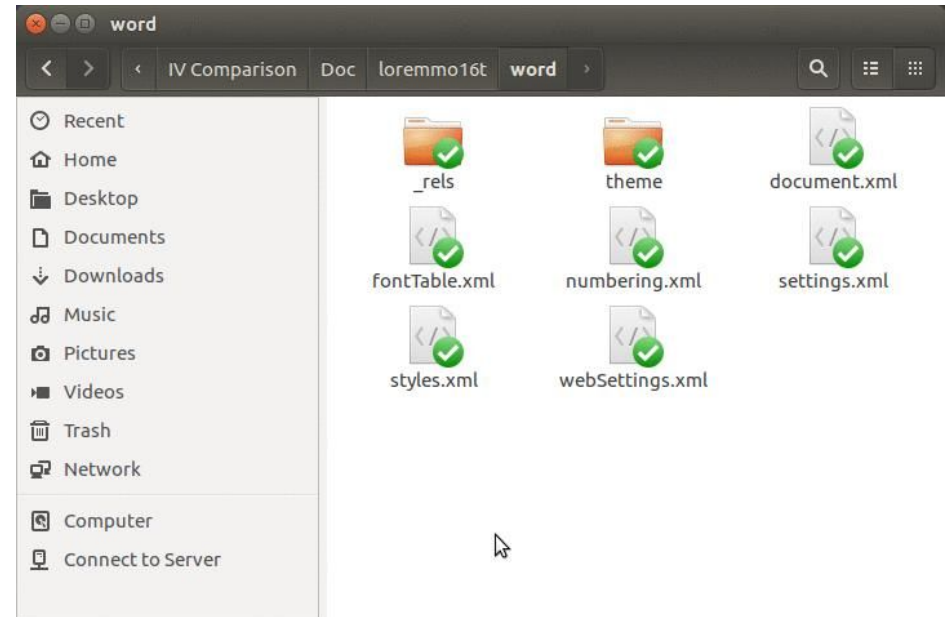 word
IV Comparison Doc loremmo16t word
Recent
Home
Desktop
Documents
Downloads
Music
Pictures
Videos
Trash
Network
Computer
Connect to Server
_rels theme document.xml
fontTable.xml numbering.xml settings.xml
styles.xml webSettings.xml